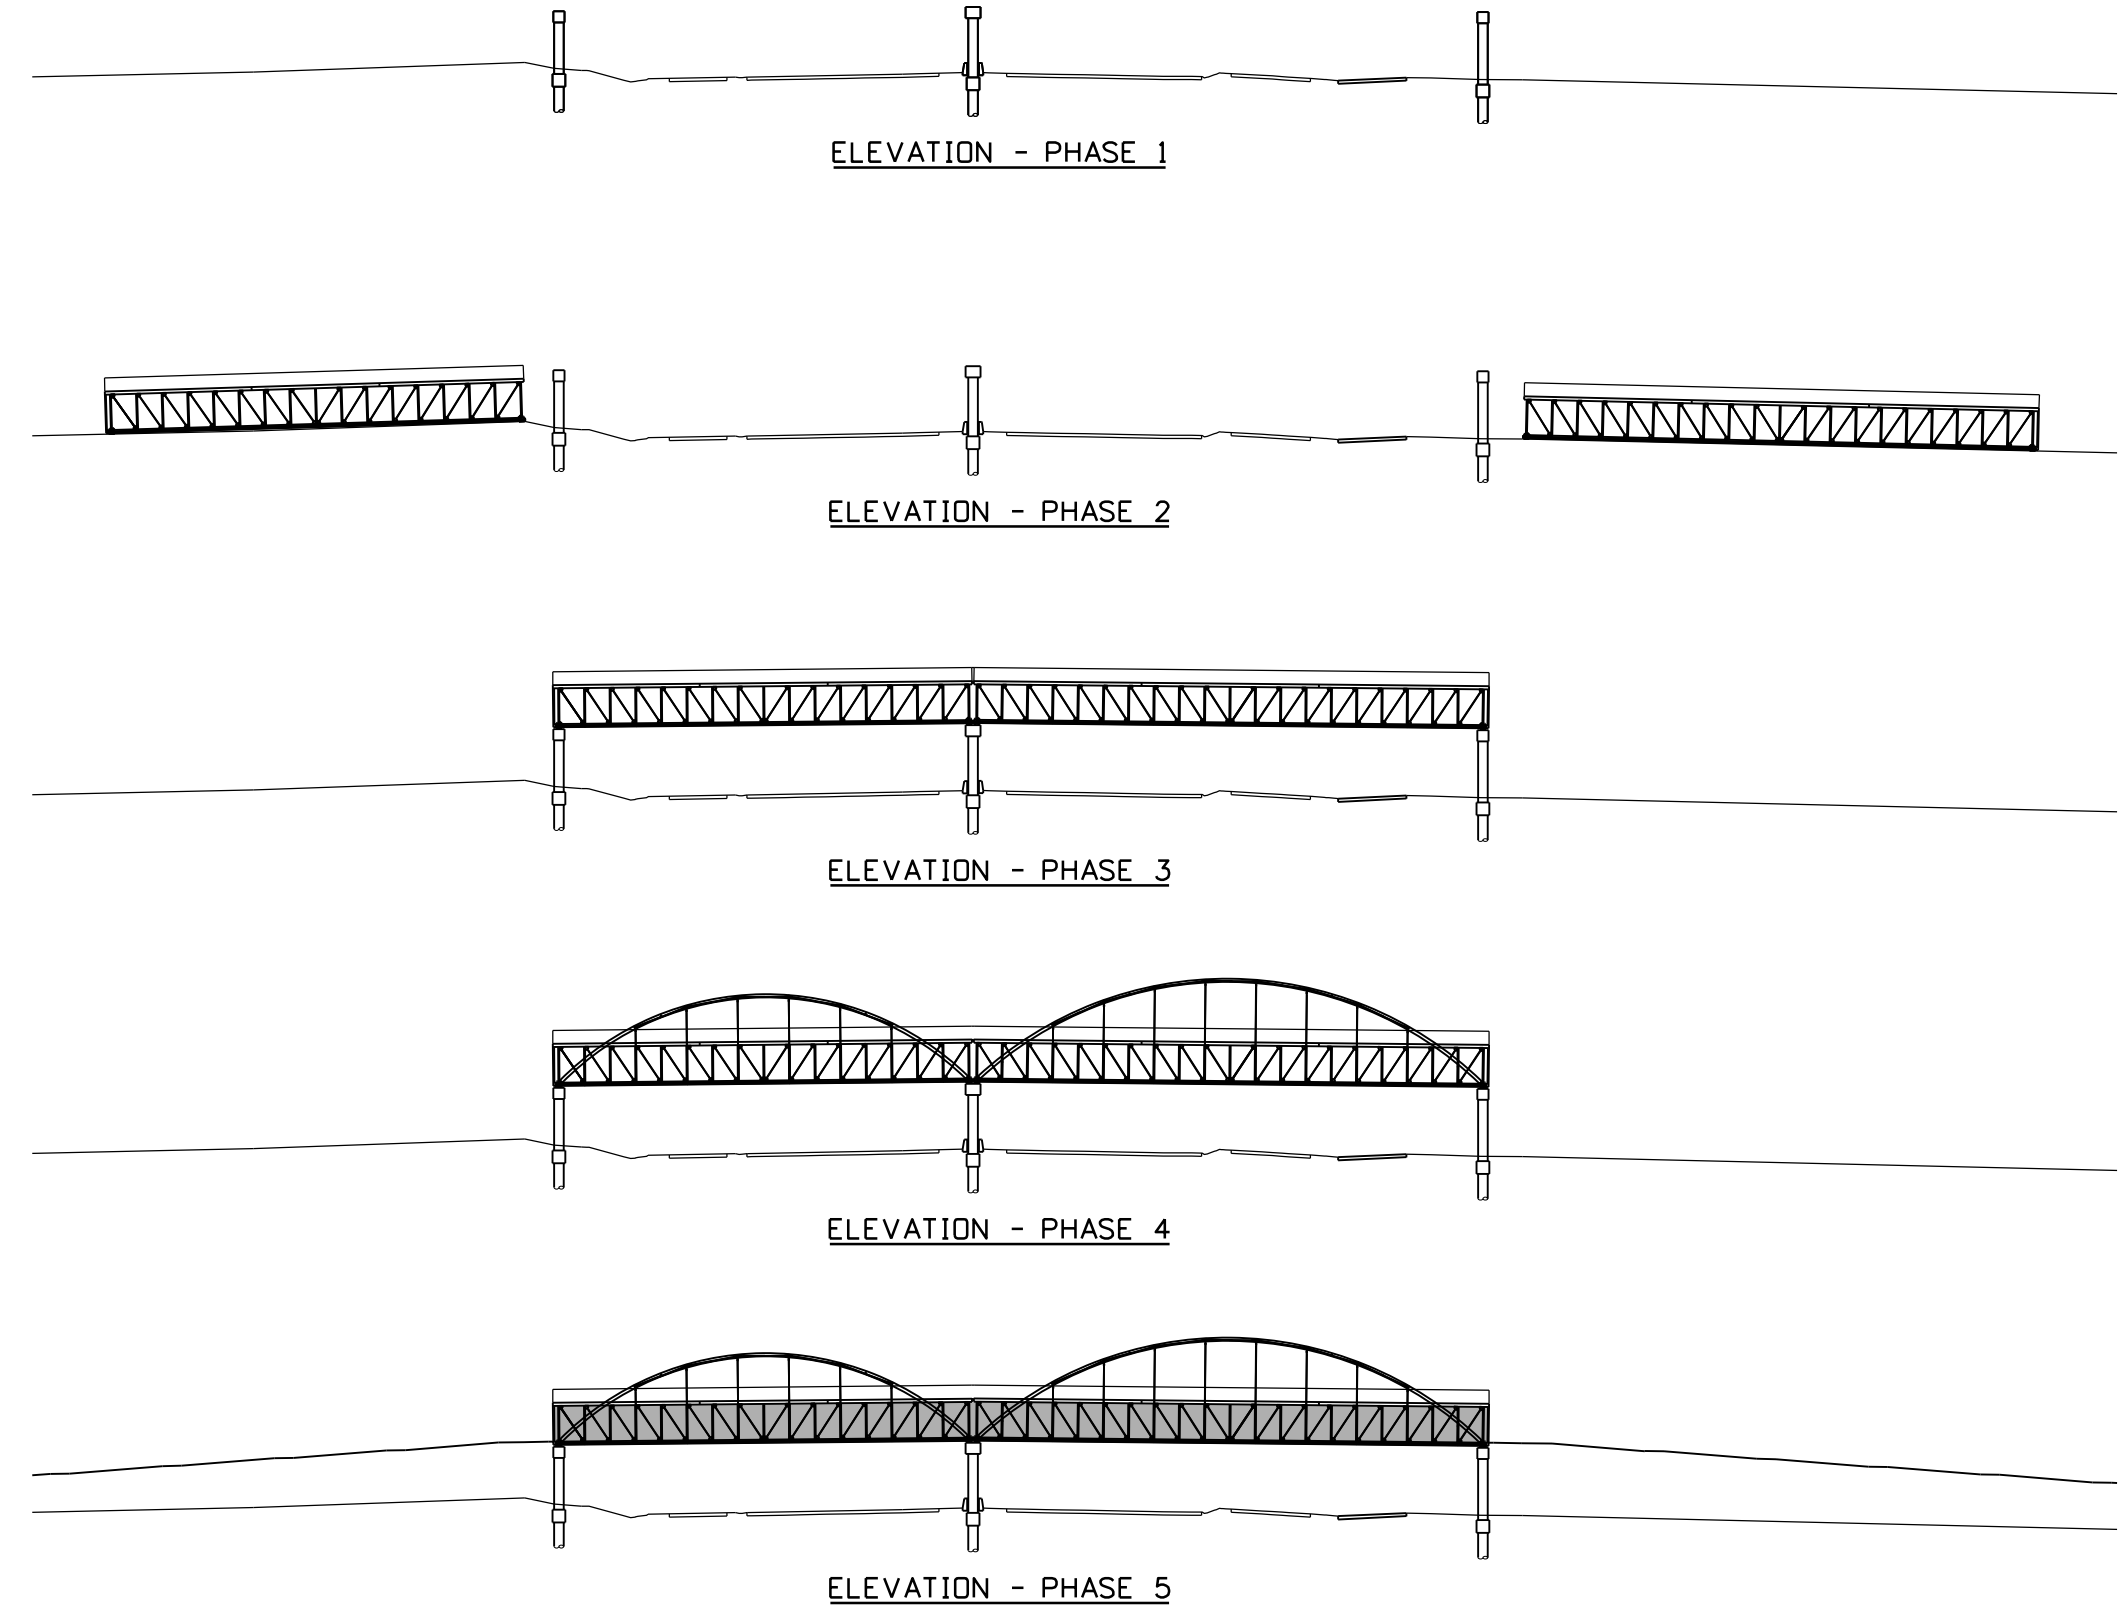 ELEVATION - PHASE 1
ELEVATION - PHASE 2
ELEVATION - PHASE 3
ELEVATION - PHASE 4
ELEVATION - PHASE 5